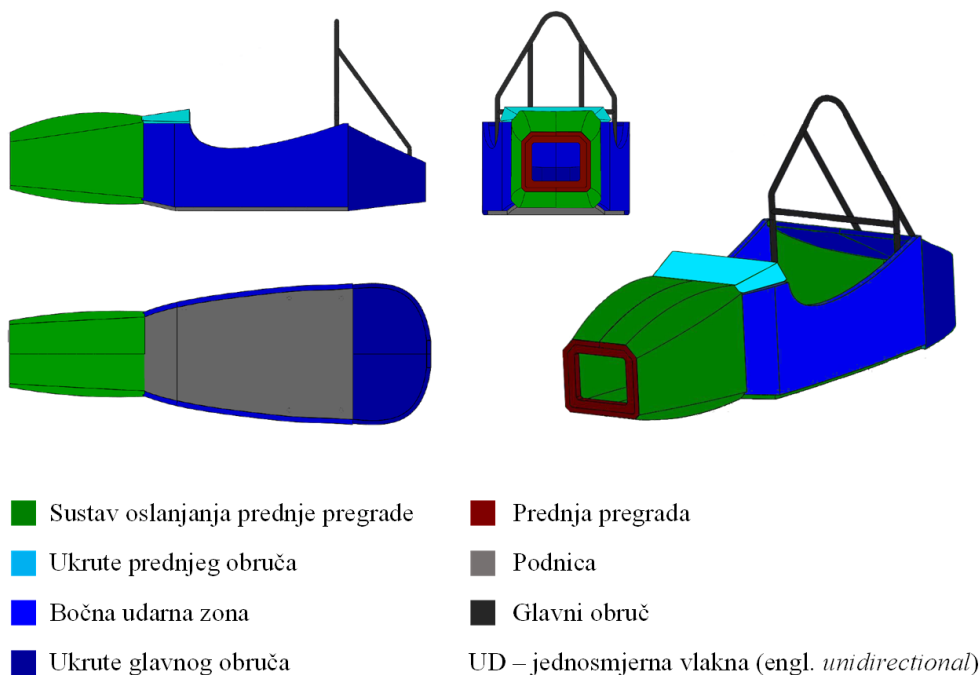 Sustav oslanjanja prednje pregrade
Prednja pregrada
Ukrute prednjeg obruča
Podnica
Bočna udarna zona
Glavni obruč
Ukrute glavnog obruča
UD – jednosmjerna vlakna (engl. unidirectional)